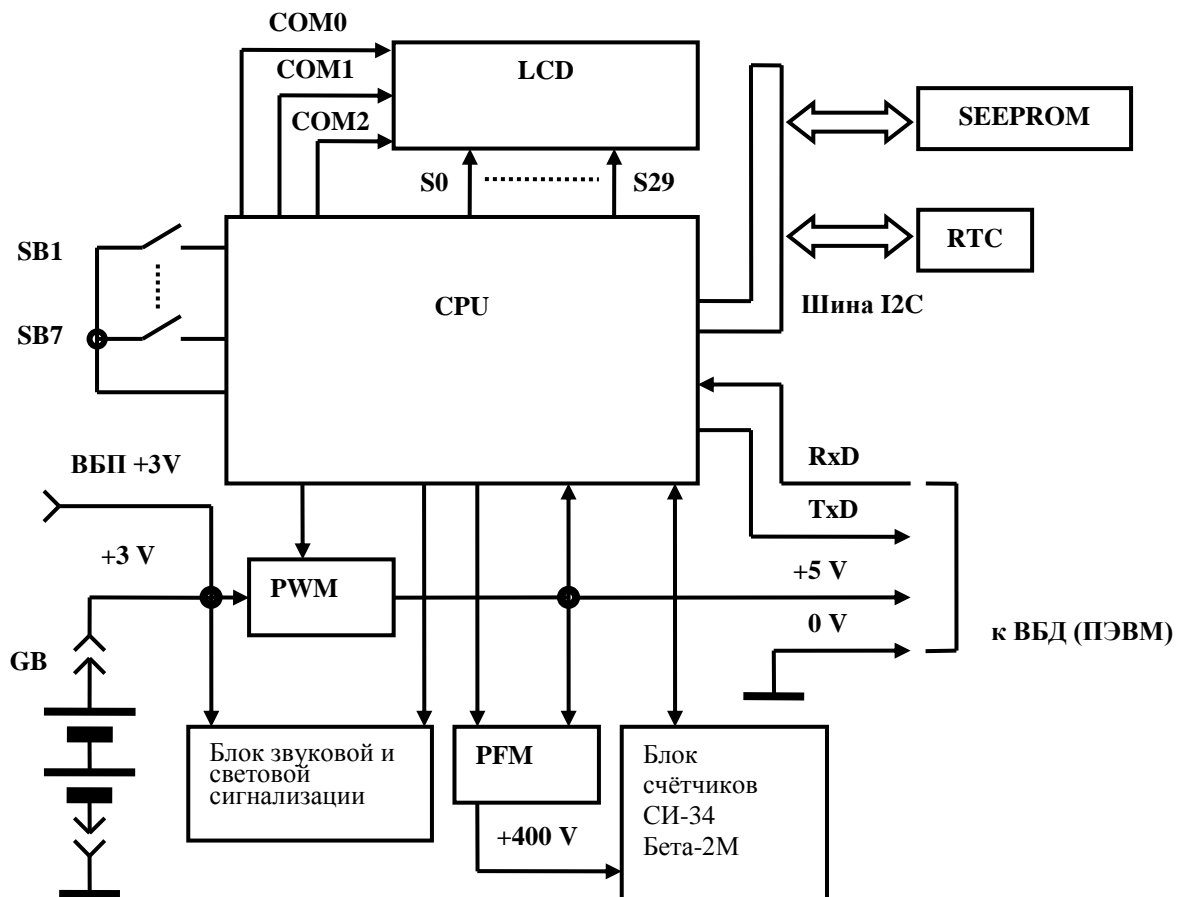 COM0
COM1
COM2
LCD
SEEPROM
S0
S29
SB1
RTC
CPU
Шина I2C
SB7
ВБП +3V
RxD
TxD
+3 V
PWM
+5 V
0 V
к ВБД (ПЭВМ)
GB
Блок звуковой и
световой
сигнализации
PFM
Блок
счётчиков
СИ-34
Бета-2М
+400 V